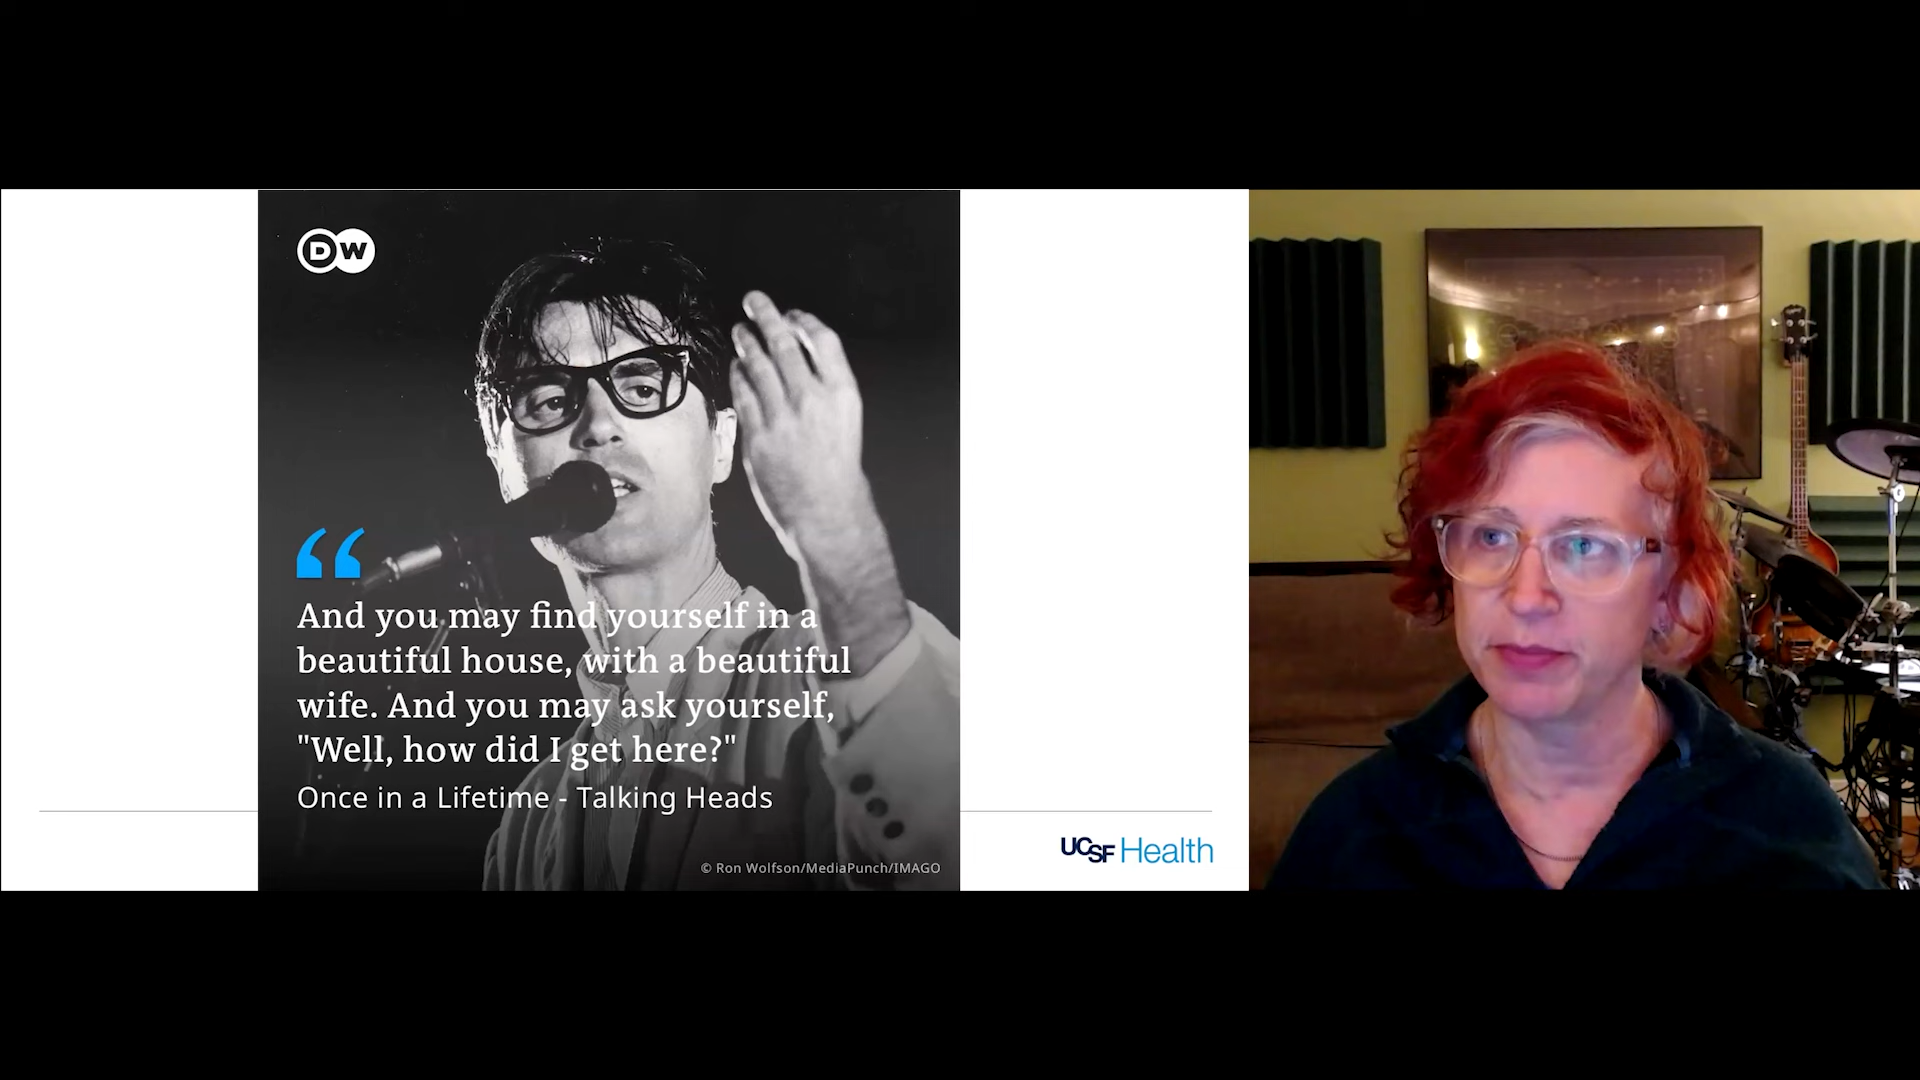 DW
“
And you may find yourself in a
beautiful house, with a beautiful
wife. And you may ask yourself,
"Well, how did I get here?"
Once in a Lifetime - Talking Heads
© Ron Wolfson/MediaPunch/IMAGO
UCSF Health